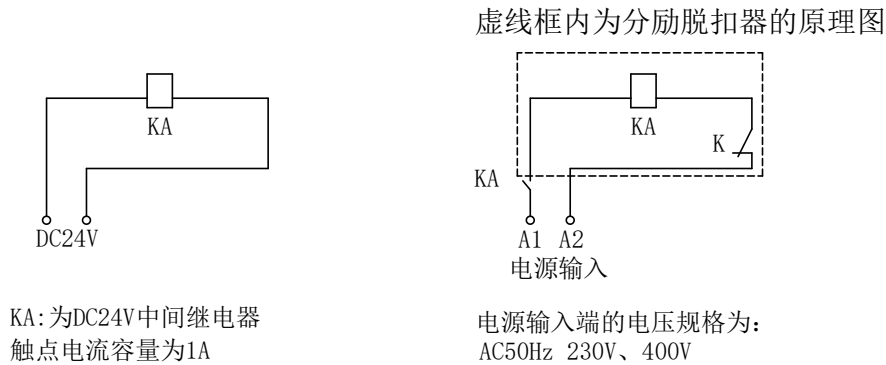 虚线框内为分励脱扣器的原理图
KA
KA
K
KA
DC24V
A1 A2
电源输入
KA:为DC24V中间继电器
触点电流容量为1A
电源输入端的电压规格为:
AC50Hz 230V、400V